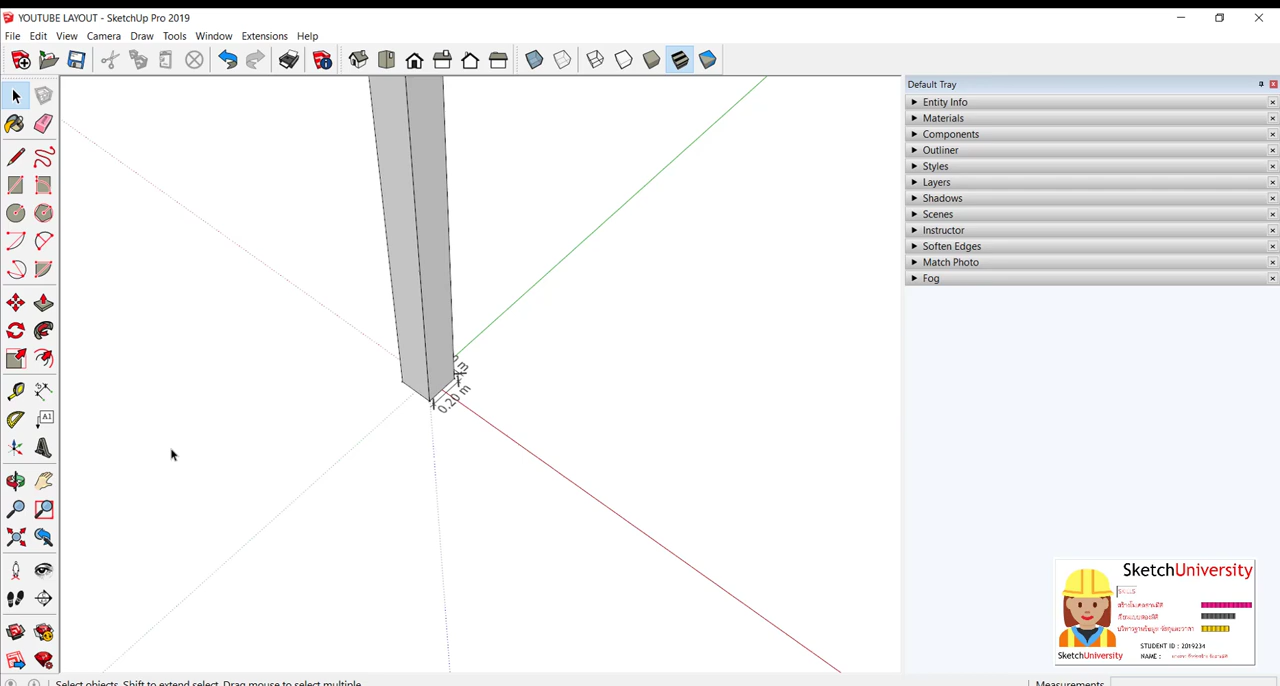 YOUTUBE LAYOUT - SketchUp Pro 2019
File Edit View Camera Draw Tools Window Extensions Help
Default Tray
Entity Info
Materials
Components
Outliner
Styles
Layers
Shadows
Scenes
Instructor
Soften Edges
Match Photo
Fog
0.20 m
A1
SketchUniversity
SKILLS
STUDENT ID : 2019234
SketchUniversity
NAME :
Select objects. Shift to extend select. Drag mouse to select multiple.
Measurements